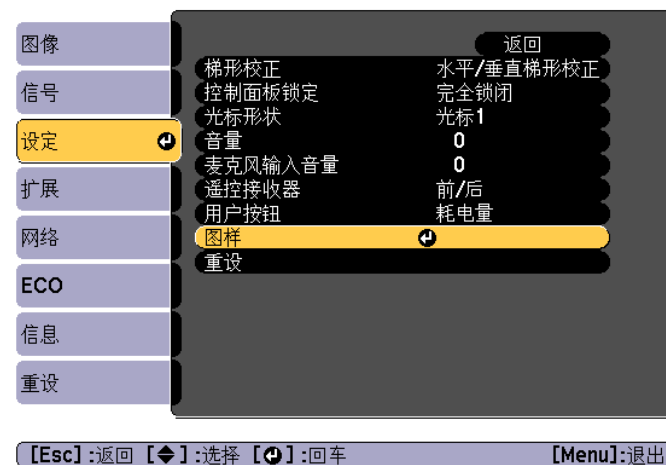 图像
信号
设定
扩展
网络
ECO
信息
重设
返回
梯形校正 水平/垂直梯形校正
控制面板锁定 完全锁闭
光标形状 光标1
音量 0
麦克风输入音量 0
遥控接收器 前/后
用户按钮 耗电量
图样
重设
[Esc]:返回 [◆]:选择 [⏎]:回车 [Menu]:退出